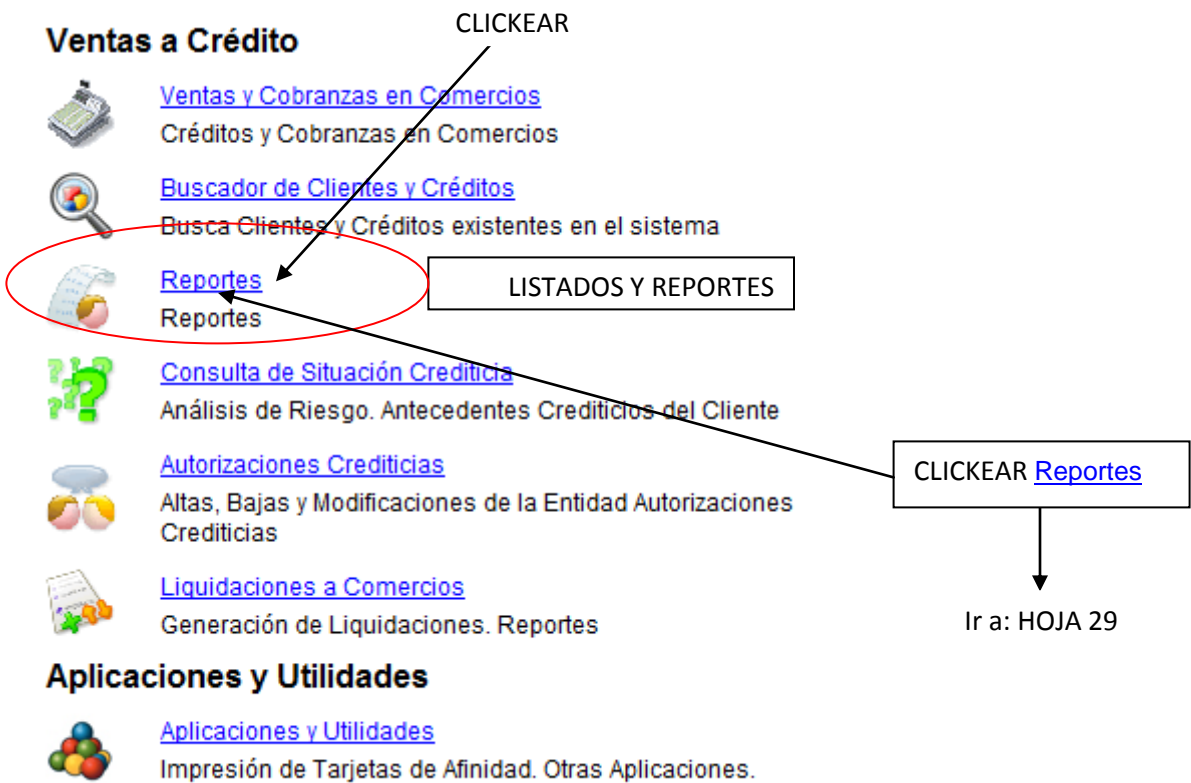 CLICKEAR
Ventas a Crédito
Ventas y Cobranzas en Comercios
Créditos y Cobranzas en Comercios
Buscador de Clientes y Créditos
Busca Clientes y Créditos existentes en el sistema
Reportes
Reportes
LISTADOS Y REPORTES
Consulta de Situación Crediticia
Análisis de Riesgo. Antecedentes Crediticios del Cliente
Autorizaciones Crediticias
Altas, Bajas y Modificaciones de la Entidad Autorizaciones
Crediticias
CLICKEAR Reportes
Liquidaciones a Comercios
Generación de Liquidaciones. Reportes
Ir a: HOJA 29
Aplicaciones y Utilidades
Aplicaciones y Utilidades
Impresión de Tarjetas de Afinidad. Otras Aplicaciones.